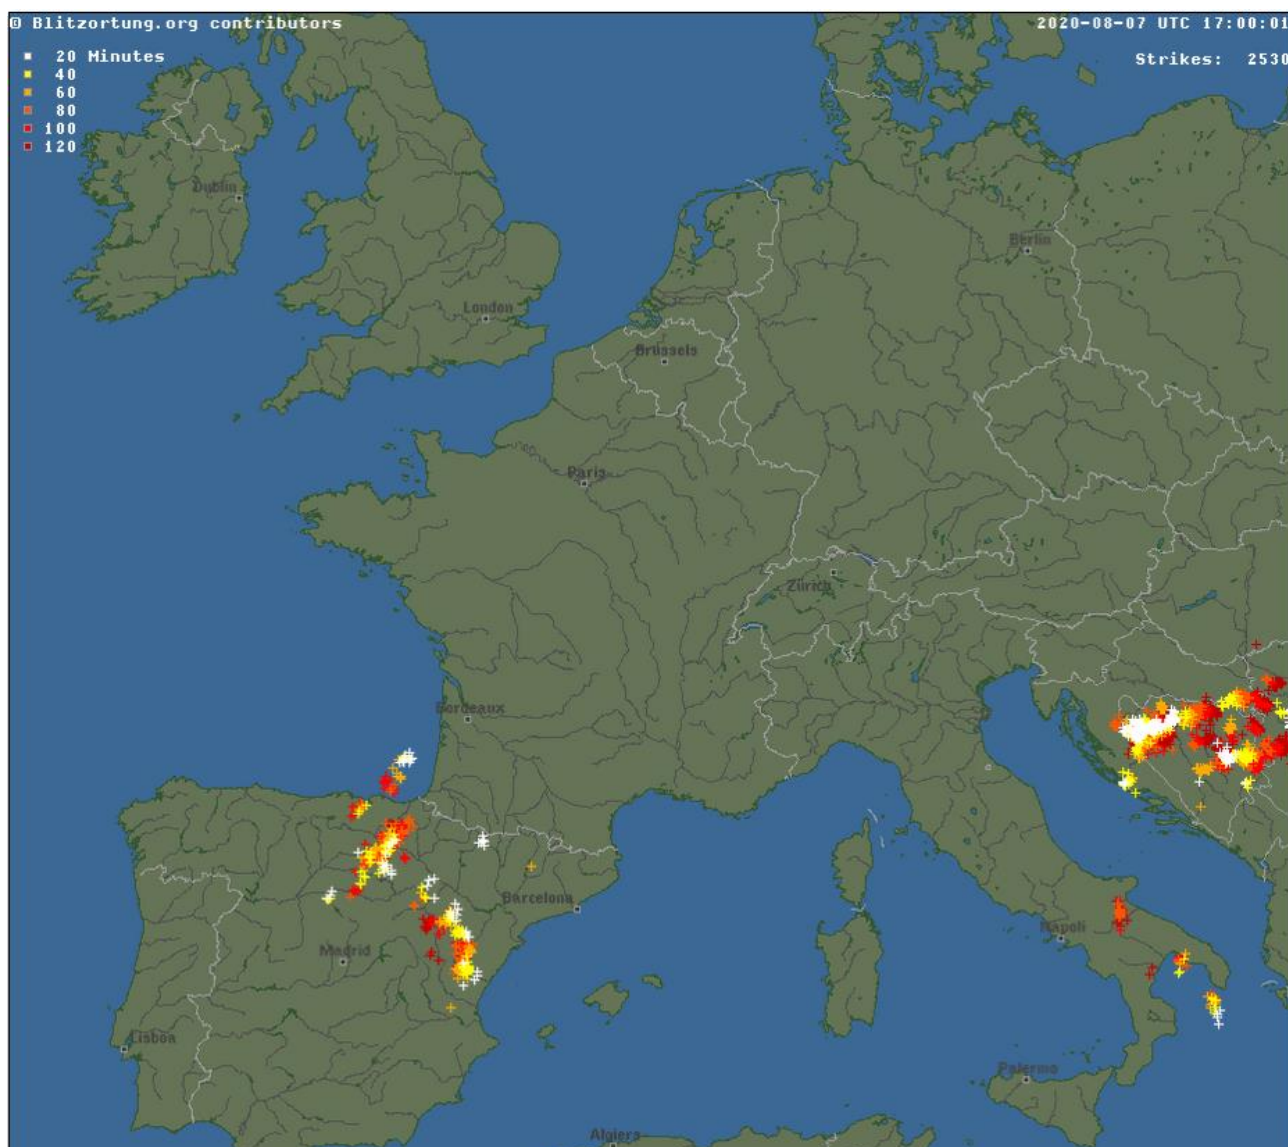 © Blitzortung.org contributors
2020-08-07 UTC 17:00:01
20 Minutes
Strikes: 2530
40
60
80
100
120
Dublin
Berlin
London
Brüssels
Paris
Zürich
Bordeaux
Barcelona
Napoli
Madrid
Lisboa
Palermo
Algiers